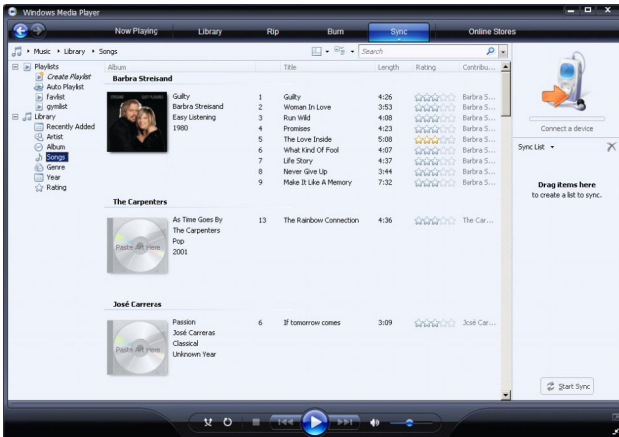 Windows Media Player
Now Playing Library Rip Burn Sync Online Stores
Music Library Songs
Search
Playlists
Create Playlist
Auto Playlist
favlist
gymlist
Library
Recently Added
Artist
Album
Songs
Genre
Year
Rating
Album Title Length Rating Contribu...
Barbra Streisand
Guilty
Barbra Streisand
Easy Listening
1980
1 Guilty 4:26 Barbra S...
2 Woman In Love 3:53 Barbra S...
3 Run Wild 4:08 Barbra S...
4 Promises 4:23 Barbra S...
5 The Love Inside 5:08 Barbra S...
6 What Kind Of Fool 4:07 Barbra S...
7 Life Story 4:37 Barbra S...
8 Never Give Up 3:44 Barbra S...
9 Make It Like A Memory 7:32 Barbra S...
The Carpenters
Paste Art Here
As Time Goes By
The Carpenters
Pop
2001
13 The Rainbow Connection 4:36 The Car...
José Carreras
Paste Art Here
Passion
José Carreras
Classical
Unknown Year
6 If tomorrow comes 3:09 José Car...
Connect a device
Sync List
Drag items here
to create a list to sync.
Start Sync